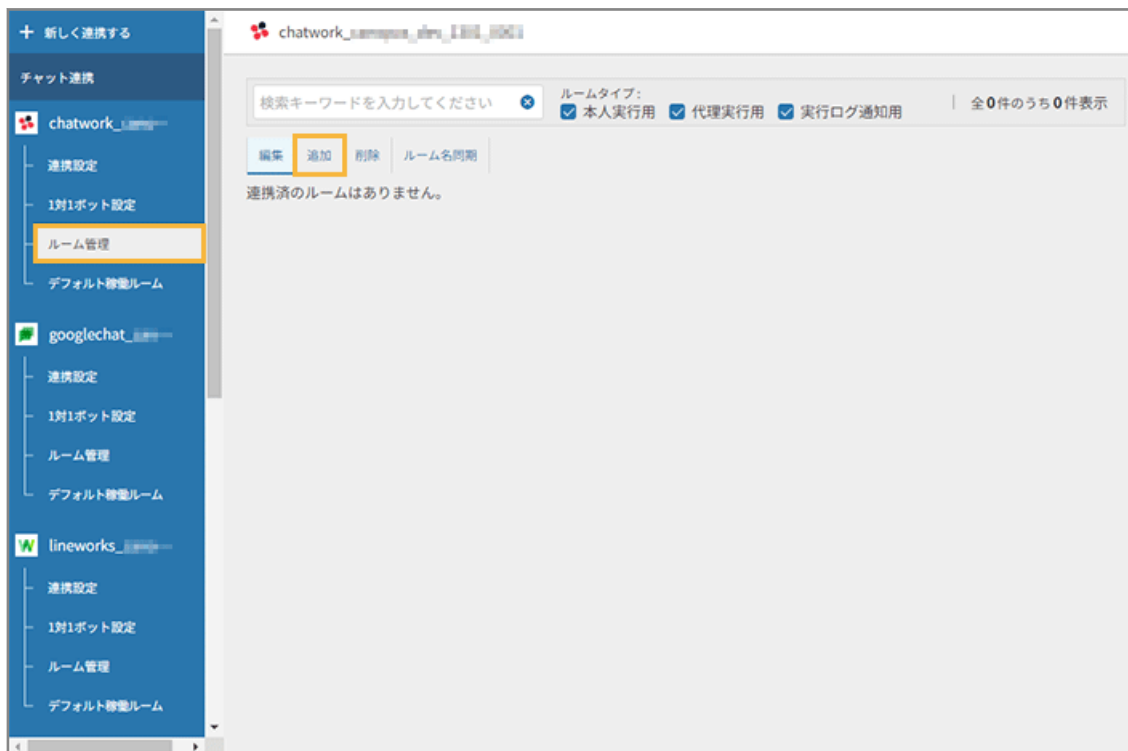 + 新しく連携する
チャット連携
chatwork_
連携設定
1対1ボット設定
ルーム管理
デフォルト稼働ルーム
googlechat_
連携設定
1対1ボット設定
ルーム管理
デフォルト稼働ルーム
lineworks_
連携設定
1対1ボット設定
ルーム管理
デフォルト稼働ルーム
chatwork_
検索キーワードを入力してください
ルームタイプ:
本人実行用 代理実行用 実行ログ通知用
全0件のうち0件表示
編集 追加 削除 ルーム名同期
連携済のルームはありません。